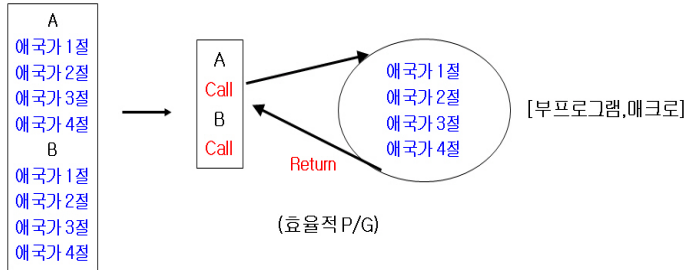 A
애국가 1절
애국가 2절
애국가 3절
애국가 4절
B
애국가 1절
애국가 2절
애국가 3절
애국가 4절
A
Call
B
Call
Return
애국가 1절
애국가 2절
애국가 3절
애국가 4절
[부프로그램,매크로]
(효율적 P/G)